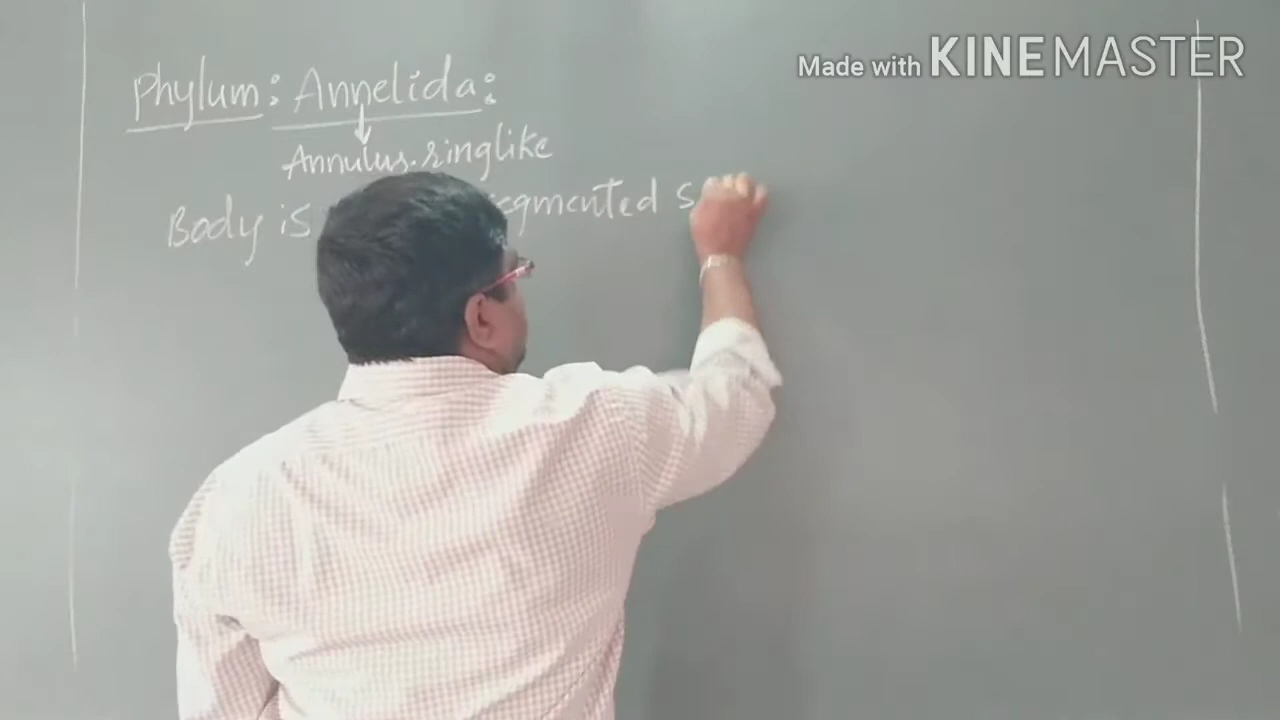 Made with KINEMASTER
Phylum: Annelida:
Annulus. ringlike
Body is segmented